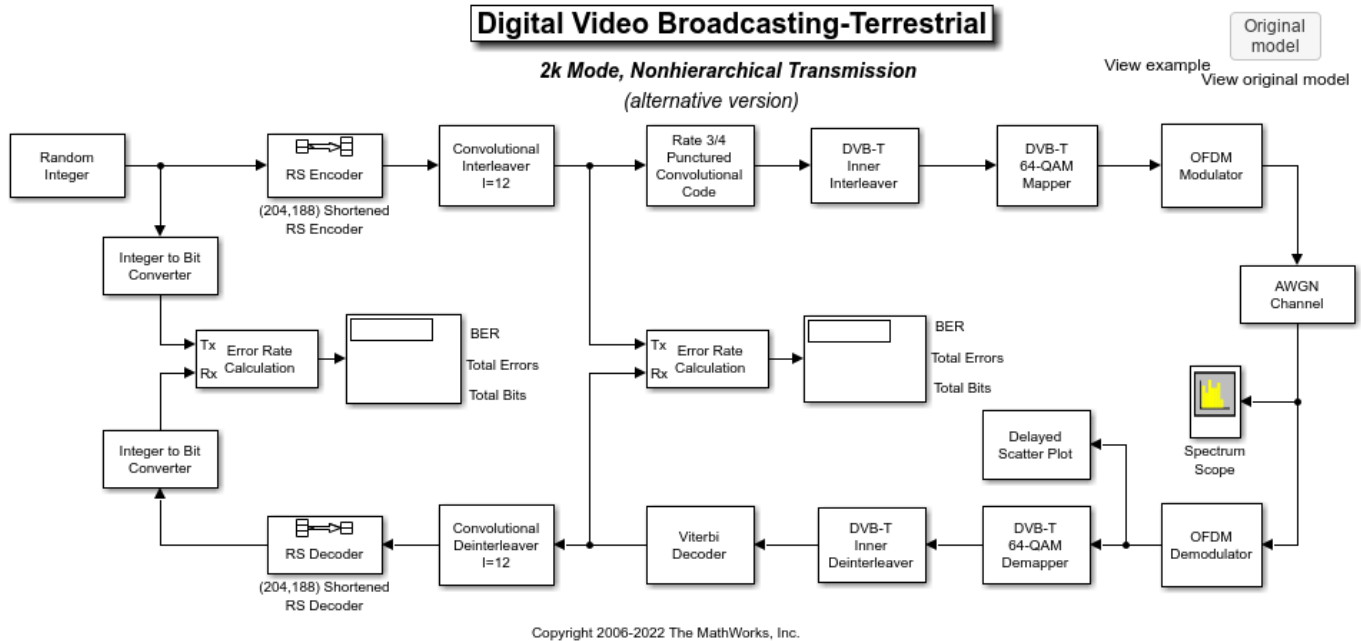 Digital Video Broadcasting-Terrestrial
Original
model
2k Mode, Nonhierarchical Transmission
View example
View original model
(alternative version)
Random
Integer
RS Encoder
(204,188) Shortened
RS Encoder
Convolutional
Interleaver
I=12
Rate 3/4
Punctured
Convolutional
Code
DVB-T
Inner
Interleaver
DVB-T
64-QAM
Mapper
OFDM
Modulator
Integer to Bit
Converter
AWGN
Channel
Tx
Rx
Error Rate
Calculation
BER
Total Errors
Total Bits
Tx
Rx
Error Rate
Calculation
BER
Total Errors
Total Bits
Spectrum
Scope
Delayed
Scatter Plot
Integer to Bit
Converter
RS Decoder
(204,188) Shortened
RS Decoder
Convolutional
Deinterleaver
I=12
Viterbi
Decoder
DVB-T
Inner
Deinterleaver
DVB-T
64-QAM
Demapper
OFDM
Demodulator
Copyright 2006-2022 The MathWorks, Inc.